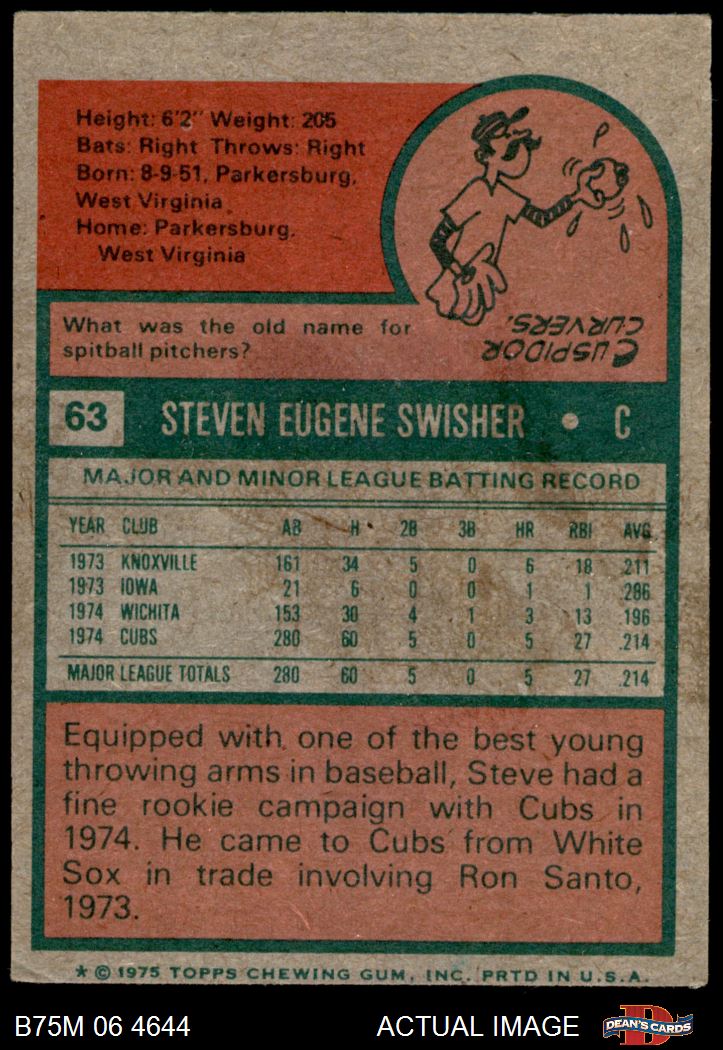 Height: 6'2" Weight: 205
Bats: Right Throws: Right
Born: 8-9-51, Parkersburg,
West Virginia
Home: Parkersburg,
West Virginia
What was the old name for
spitball pitchers?
CUSPIDOR
CURVERS.
63 STEVEN EUGENE SWISHER • C
MAJOR AND MINOR LEAGUE BATTING RECORD
YEAR CLUB AB H 2B 3B HR RBI AVG.
1973 KNOXVILLE 161 34 5 0 6 18 .211
1973 IOWA 21 6 0 0 1 1 .286
1974 WICHITA 153 30 4 1 3 13 .196
1974 CUBS 280 60 5 0 5 27 .214
MAJOR LEAGUE TOTALS 280 60 5 0 5 27 .214
Equipped with one of the best young
throwing arms in baseball, Steve had a
fine rookie campaign with Cubs in
1974. He came to Cubs from White
Sox in trade involving Ron Santo,
1973.
* © 1975 TOPPS CHEWING GUM, INC. PRTD IN U.S.A.
B75M 06 4644 ACTUAL IMAGE
D
DEAN'S CARDS